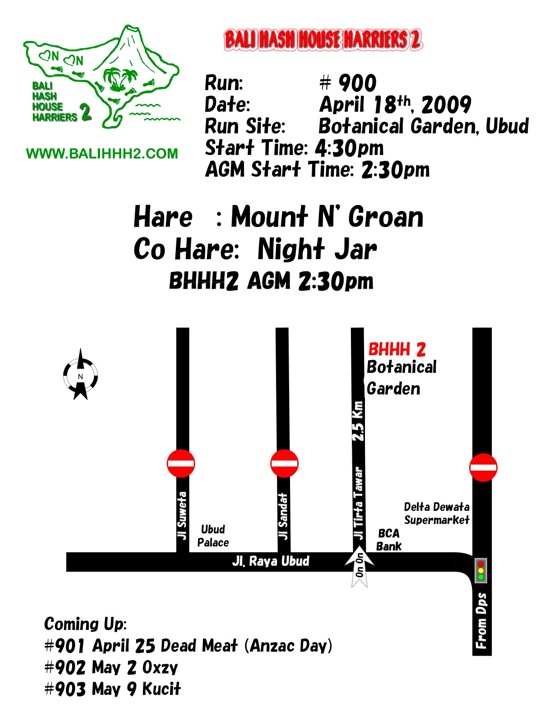 BALI HASH HOUSE HARRIERS 2
N N
BALI
HASH
HOUSE
HARRIERS 2
WWW.BALIHHH2.COM
Run: # 900
Date: April 18th, 2009
Run Site: Botanical Garden, Ubud
Start Time: 4:30pm
AGM Start Time: 2:30pm
Hare : Mount N' Groan
Co Hare: Night Jar
BHHH2 AGM 2:30pm
N
BHHH 2
Botanical
Garden
2.5 Km
Jl Suweta
Ubud
Palace
Jl Sandat
Jl Tirta Tawar
Delta Dewata
Supermarket
BCA
Bank
Jl. Raya Ubud
On On
From Dps
Coming Up:
#901 April 25 Dead Meat (Anzac Day)
#902 May 2 Oxzy
#903 May 9 Kucit